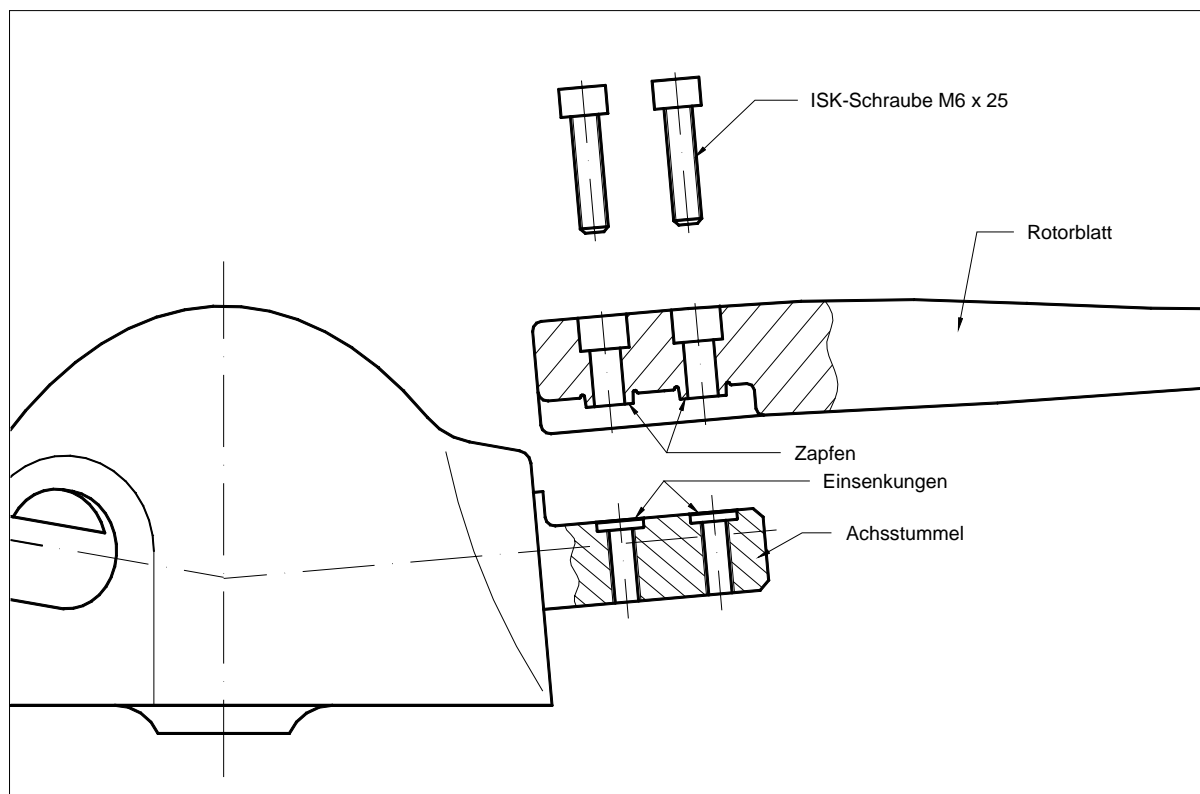 ISK-Schraube M6 x 25
Rotorblatt
Zapfen
Einsenkungen
Achsstummel